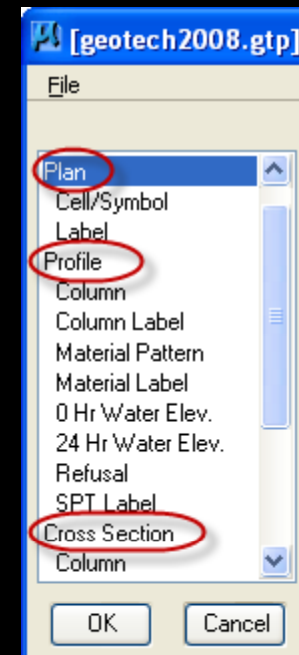 [geotech2008.gtp]
File
Plan
Cell/Symbol
Label
Profile
Column
Column Label
Material Pattern
Material Label
0 Hr Water Elev.
24 Hr Water Elev.
Refusal
SPT Label
Cross Section
Column
OK Cancel